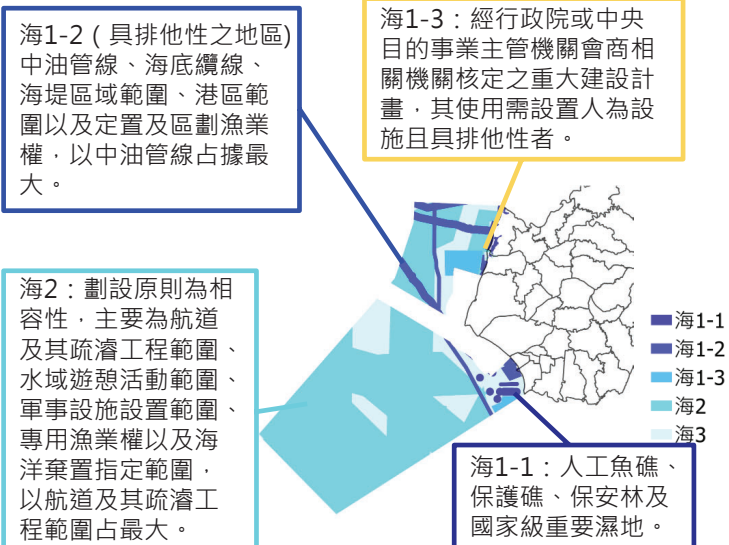 海1-2（具排他性之地區)
中油管線、海底纜線、
海堤區域範圍、港區範
圍以及定置及區劃漁業
權，以中油管線占據最
大。
海1-3：經行政院或中央
目的事業主管機關會商相
關機關核定之重大建設計
畫，其使用需設置人為設
施且具排他性者。
海2：劃設原則為相
容性，主要為航道
及其疏濬工程範圍、
水域遊憩活動範圍、
軍事設施設置範圍、
專用漁業權以及海
洋棄置指定範圍，
以航道及其疏濬工
程範圍占最大。
海1-1
海1-2
海1-3
海2
海3
海1-1：人工魚礁、
保護礁、保安林及
國家級重要濕地。